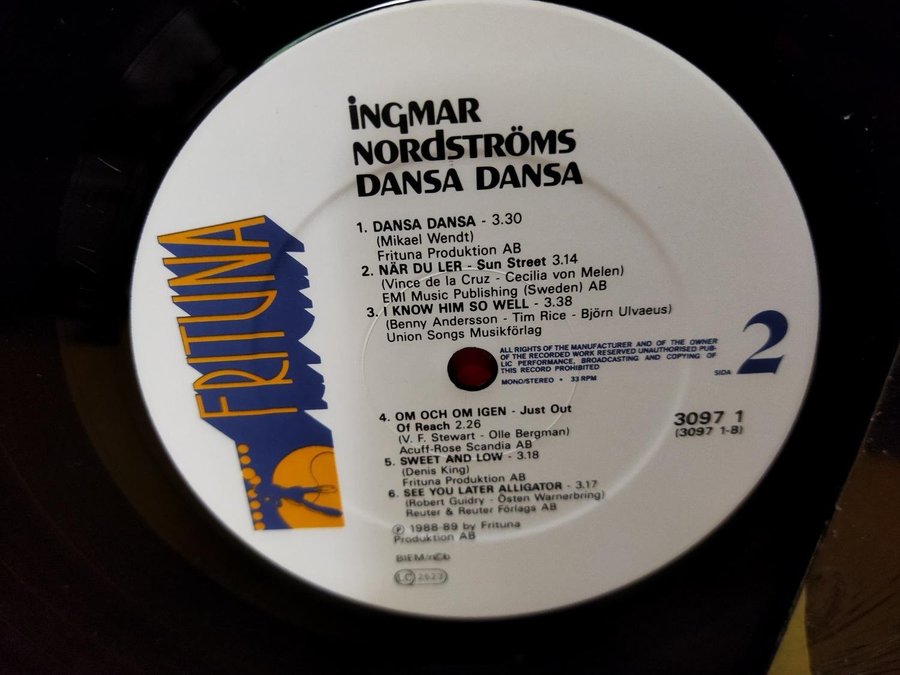 iNGMAR
NORdSTRÖMS
DANSA DANSA
1. DANSA DANSA - 3.30
(Mikael Wendt)
Frituna Produktion AB
2. NÄR DU LER - Sun Street 3.14
(Vince de la Cruz - Cecilia von Melen)
EMI Music Publishing (Sweden) AB
3. I KNOW HIM SO WELL - 3.38
(Benny Andersson - Tim Rice - Björn Ulvaeus)
Union Songs Musikförlag
FRITUNA
ALL RIGHTS OF THE MANUFACTURER AND OF THE OWNER
OF THE RECORDED WORK RESERVED UNAUTHORISED PUB-
LIC PERFORMANCE, BROADCASTING AND COPYING OF
THIS RECORD PROHIBITED
MONO/STEREO • 33 RPM
SIDA 2
4. OM OCH OM IGEN - Just Out
Of Reach 2.26
(V. F. Stewart - Olle Bergman)
Acuff-Rose Scandia AB
5. SWEET AND LOW - 3.18
(Denis King)
Frituna Produktion AB
6. SEE YOU LATER ALLIGATOR - 3.17
(Robert Guidry - Östen Warnerbring)
Reuter & Reuter Förlags AB
3097 1
(3097 1-8)
℗ 1988-89 by Frituna
Produktion AB
BIEM/nCb
LC 2627